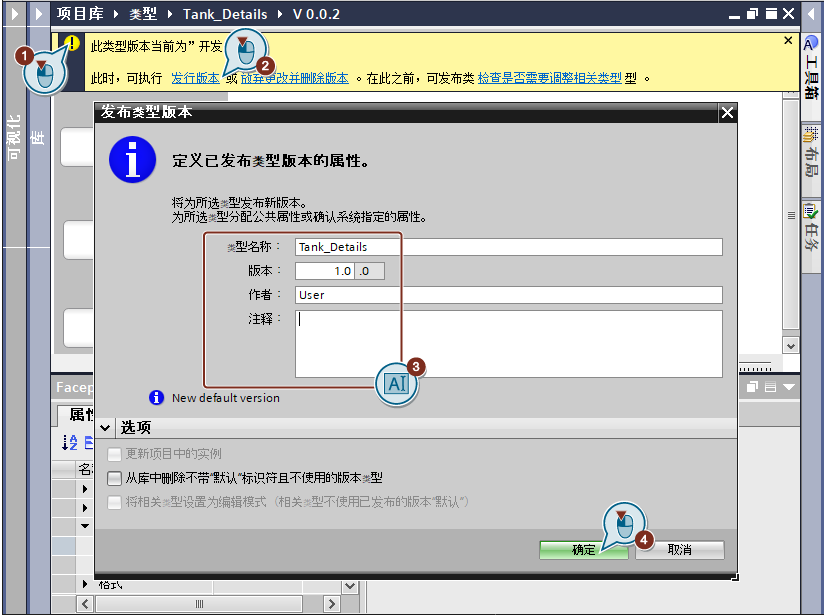 项目库 类型 Tank_Details V 0.0.2
此类型版本当前为”开发
此时，可执行 发行版本 或 放弃更改并删除版本 。在此之前，可发布类 检查是否需要调整相关类型 型 。
1
2
可视化
库
工具箱
布局
任务
发布类型版本
定义已发布类型版本的属性。
将为所选类型发布新版本。
为所选类型分配公共属性或确认系统指定的属性。
类型名称： Tank_Details
版本： 1.0 .0
作者： User
注释：
AI
3
New default version
选项
更新项目中的实例
从库中删除不带“默认”标识符且不使用的版本类型
将相关类型设置为编辑模式（相关类型不使用已发布的版本“默认”）
确定
取消
4
Facep
属性
名
格式